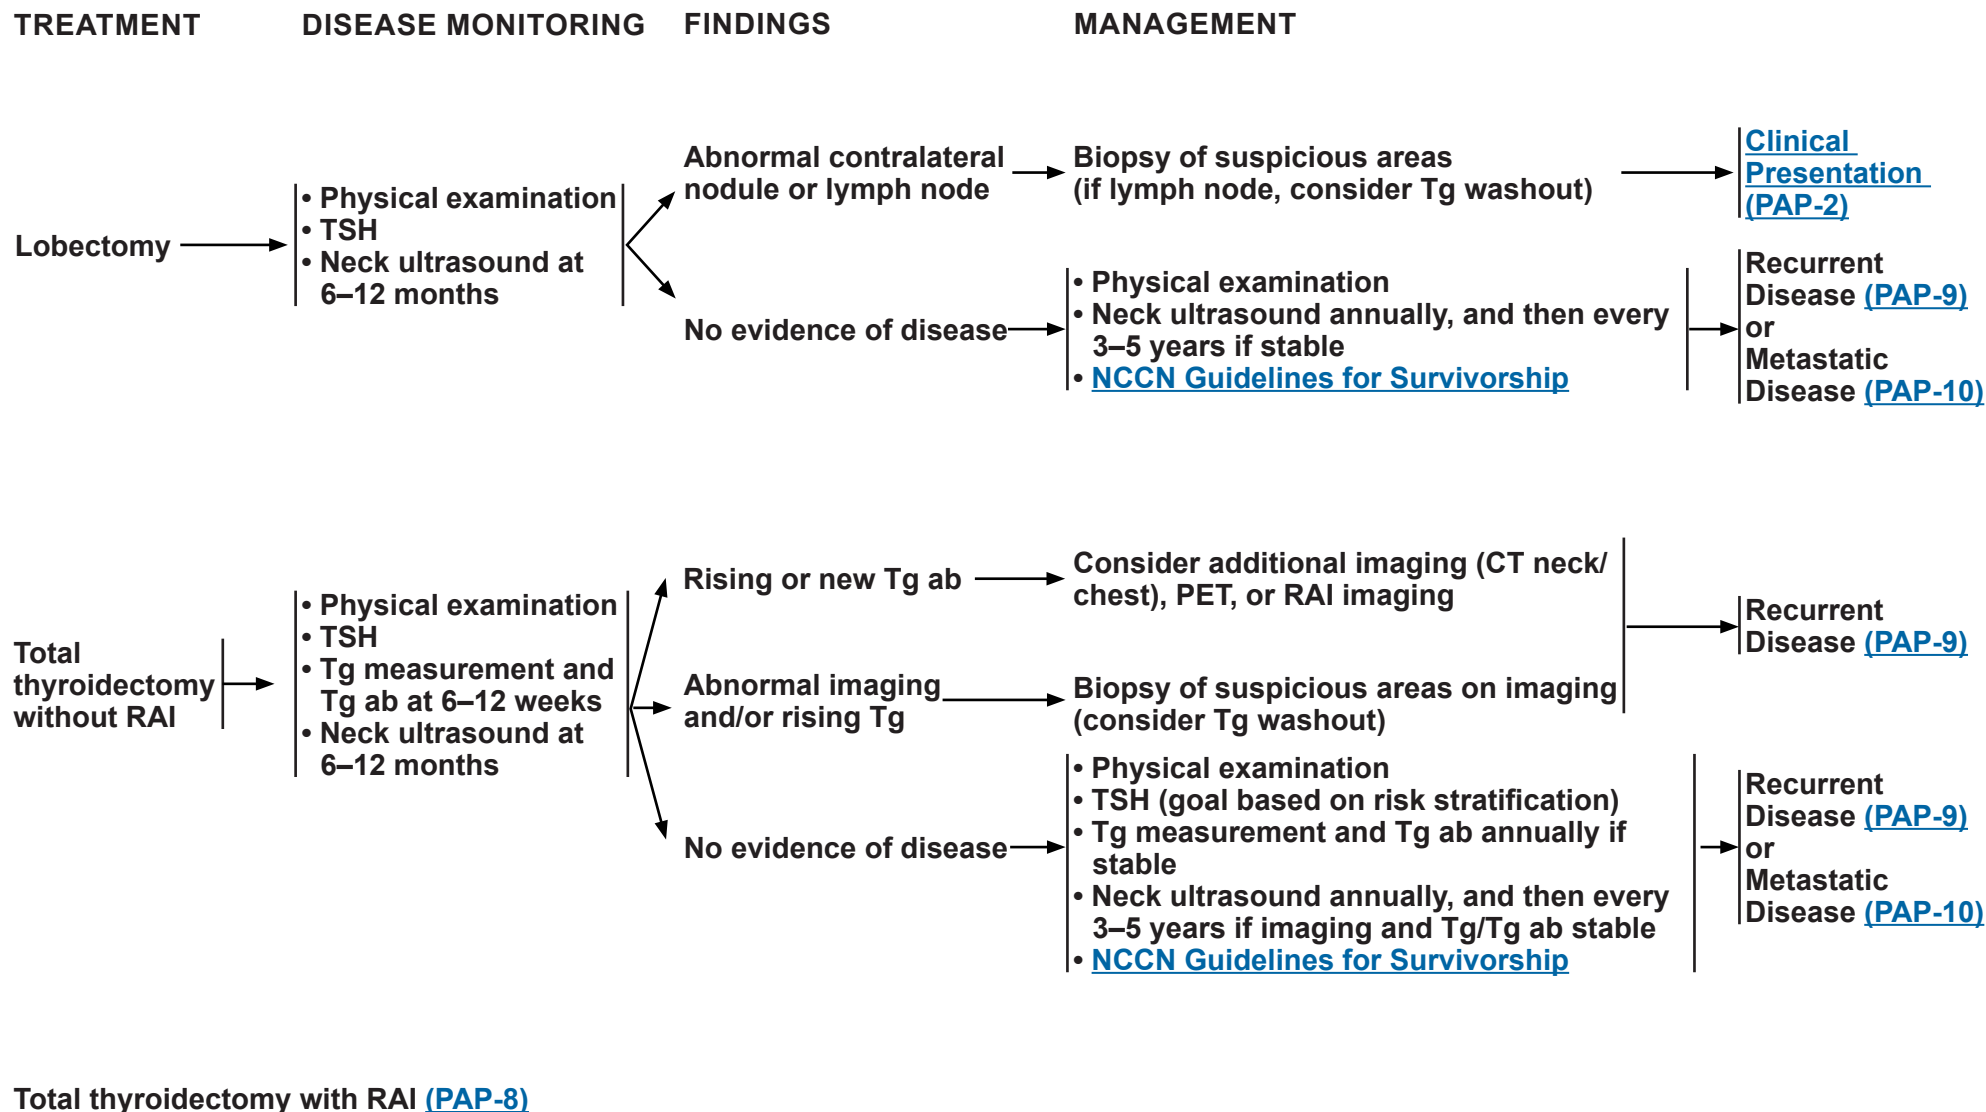 TREATMENT DISEASE MONITORING FINDINGS MANAGEMENT
Lobectomy
• Physical examination
• TSH
• Neck ultrasound at
6–12 months
Abnormal contralateral
nodule or lymph node
Biopsy of suspicious areas
(if lymph node, consider Tg washout)
Clinical
Presentation
(PAP-2)
No evidence of disease
• Physical examination
• Neck ultrasound annually, and then every
3–5 years if stable
• NCCN Guidelines for Survivorship
Recurrent
Disease (PAP-9)
or
Metastatic
Disease (PAP-10)
Total
thyroidectomy
without RAI
• Physical examination
• TSH
• Tg measurement and
Tg ab at 6–12 weeks
• Neck ultrasound at
6–12 months
Rising or new Tg ab
Consider additional imaging (CT neck/
chest), PET, or RAI imaging
Abnormal imaging
and/or rising Tg
Biopsy of suspicious areas on imaging
(consider Tg washout)
Recurrent
Disease (PAP-9)
No evidence of disease
• Physical examination
• TSH (goal based on risk stratification)
• Tg measurement and Tg ab annually if
stable
• Neck ultrasound annually, and then every
3–5 years if imaging and Tg/Tg ab stable
• NCCN Guidelines for Survivorship
Recurrent
Disease (PAP-9)
or
Metastatic
Disease (PAP-10)
Total thyroidectomy with RAI (PAP-8)